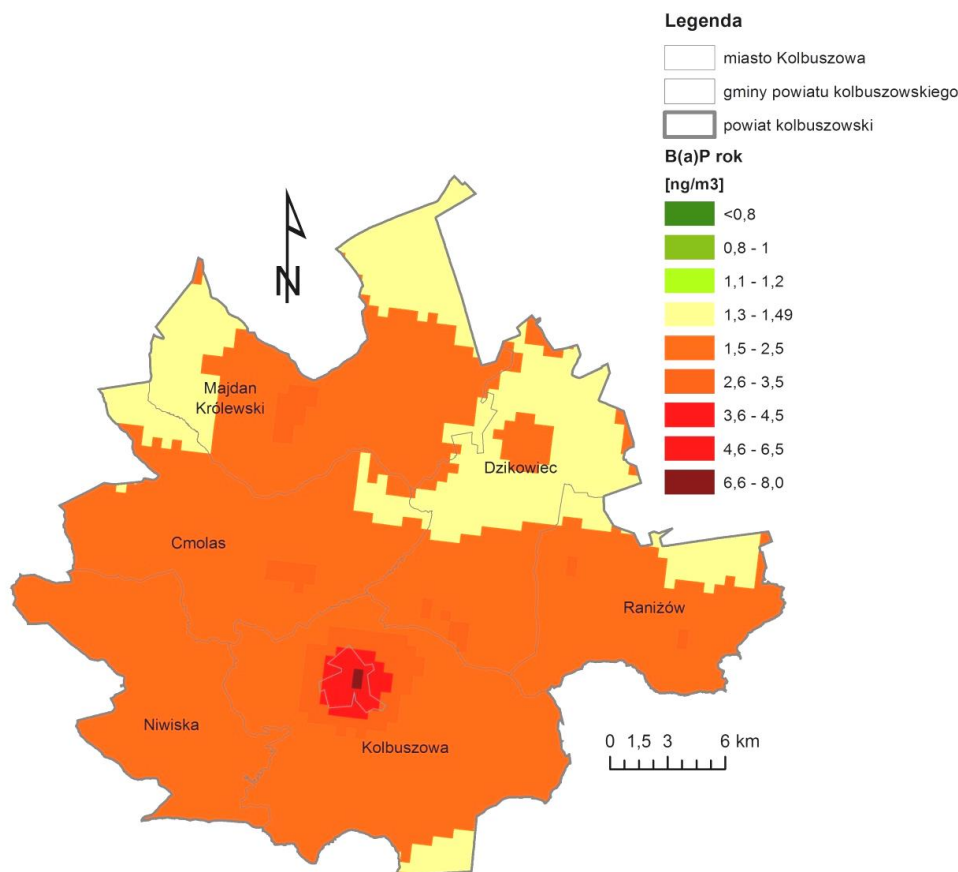 Legenda
miasto Kolbuszowa
gminy powiatu kolbuszowskiego
powiat kolbuszowski
B(a)P rok
[ng/m3]
<0,8
0,8 - 1
1,1 - 1,2
1,3 - 1,49
1,5 - 2,5
2,6 - 3,5
3,6 - 4,5
4,6 - 6,5
6,6 - 8,0
N
Majdan
Królewski
Dzikowiec
Cmolas
Raniżów
Niwiska
Kolbuszowa
0 1,5 3 6 km